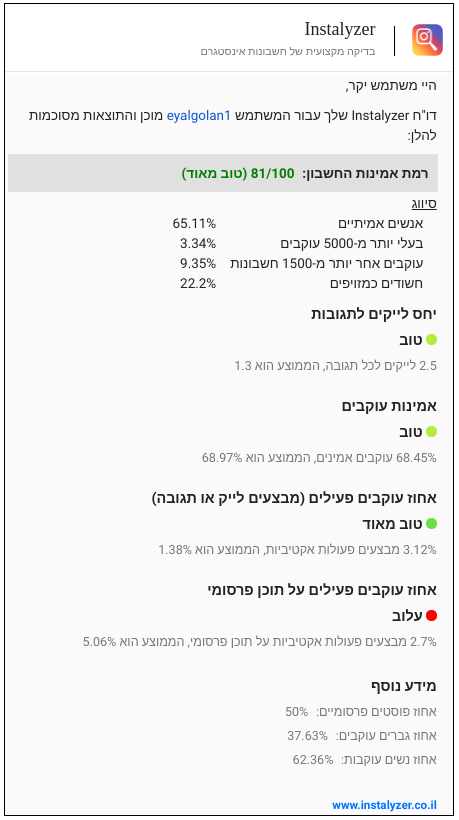 Instalyzer
בדיקה מקצועית של חשבונות אינסטגרם
היי משתמש יקר,
דו"ח Instalyzer שלך עבור המשתמש eyalgolan1 מוכן והתוצאות מסוכמות
להלן:
רמת אמינות החשבון: 81/100 (טוב מאוד)
סיווג
אנשים אמיתיים 65.11%
בעלי יותר מ-5000 עוקבים 3.34%
עוקבים אחר יותר מ-1500 חשבונות 9.35%
חשודים כמזויפים 22.2%
יחס לייקים לתגובות
טוב
2.5 לייקים לכל תגובה, הממוצע הוא 1.3
אמינות עוקבים
טוב
68.45% עוקבים אמינים, הממוצע הוא 68.97%
אחוז עוקבים פעילים (מבצעים לייק או תגובה)
טוב מאוד
3.12% מבצעים פעולות אקטיביות, הממוצע הוא 1.38%
אחוז עוקבים פעילים על תוכן פרסומי
עלוב
2.7% מבצעים פעולות אקטיביות על תוכן פרסומי, הממוצע הוא 5.06%
מידע נוסף
אחוז פוסטים פרסומיים: 50%
אחוז גברים עוקבים: 37.63%
אחוז נשים עוקבות: 62.36%
www.instalyzer.co.il